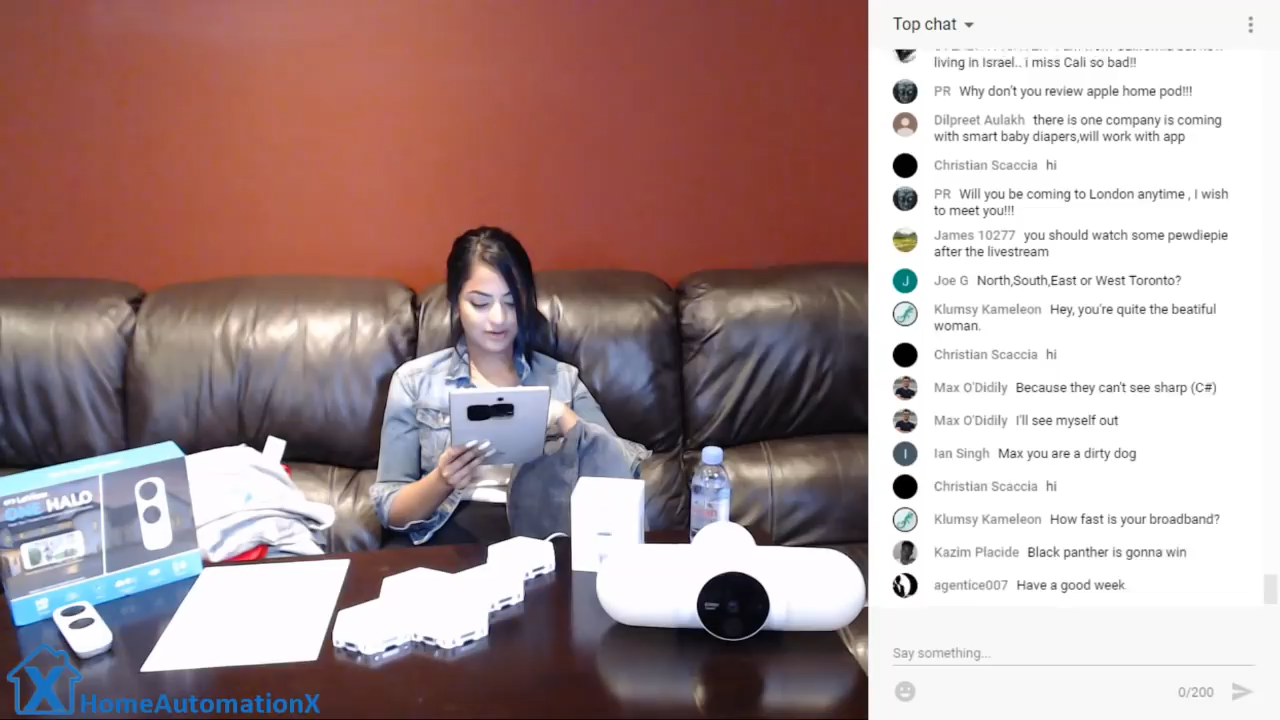 Top chat
living in Israel.. i miss Cali so bad!!
PR Why don't you review apple home pod!!!
Dilpreet Aulakh there is one company is coming
with smart baby diapers,will work with app
Christian Scaccia hi
PR Will you be coming to London anytime , I wish
to meet you!!!
James 10277 you should watch some pewdiepie
after the livestream
J Joe G North,South,East or West Toronto?
Klumsy Kameleon Hey, you're quite the beatiful
woman.
Christian Scaccia hi
Max O'Didily Because they can't see sharp (C#)
Max O'Didily I'll see myself out
I Ian Singh Max you are a dirty dog
Christian Scaccia hi
Klumsy Kameleon How fast is your broadband?
Kazim Placide Black panther is gonna win
agentice007 Have a good week
Say something...
0/200
ONE HALO
X HomeAutomationX